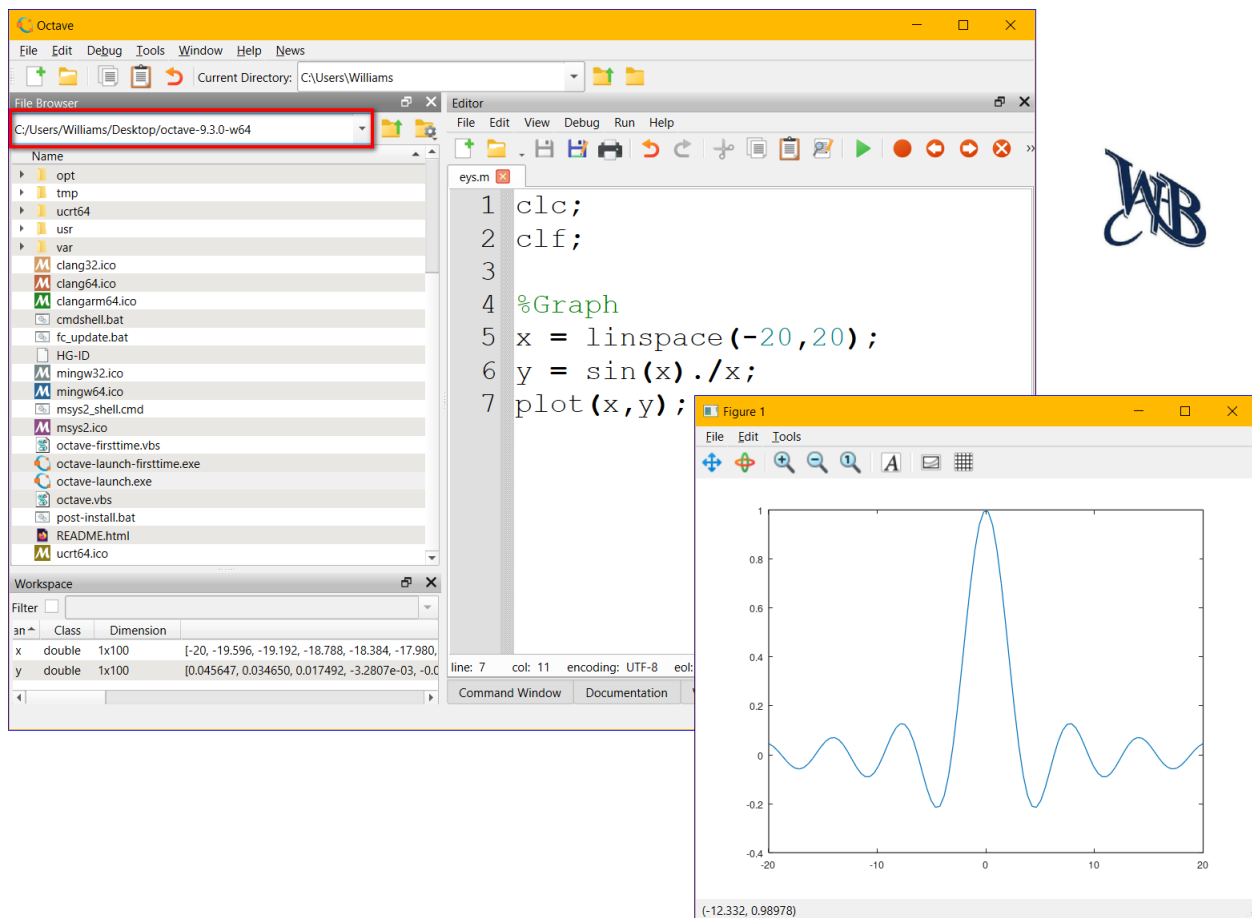 Octave
File Edit Debug Tools Window Help News
Current Directory: C:\Users\Williams
File Browser
C:/Users/Williams/Desktop/octave-9.3.0-w64
Name
opt
tmp
ucrt64
usr
var
clang32.ico
clang64.ico
clangarm64.ico
cmdshell.bat
fc_update.bat
HG-ID
mingw32.ico
mingw64.ico
msys2_shell.cmd
msys2.ico
octave-firsttime.vbs
octave-launch-firsttime.exe
octave-launch.exe
octave.vbs
post-install.bat
README.html
ucrt64.ico
Workspace
Filter
Class Dimension
x double 1x100 [-20, -19.596, -19.192, -18.788, -18.384, -17.980,
y double 1x100 [0.045647, 0.034650, 0.017492, -3.2807e-03, -0.0
Editor
File Edit View Debug Run Help
eys.m
1 clc;
2 clf;
3
4 %Graph
5 x = linspace(-20,20);
6 y = sin(x)./x;
7 plot(x,y);
line: 7 col: 11 encoding: UTF-8 eol:
Command Window Documentation
WB
Figure 1
File Edit Tools
A
1
0.8
0.6
0.4
0.2
0
-0.2
-0.4
-20 -10 0 10 20
(-12.332, 0.98978)